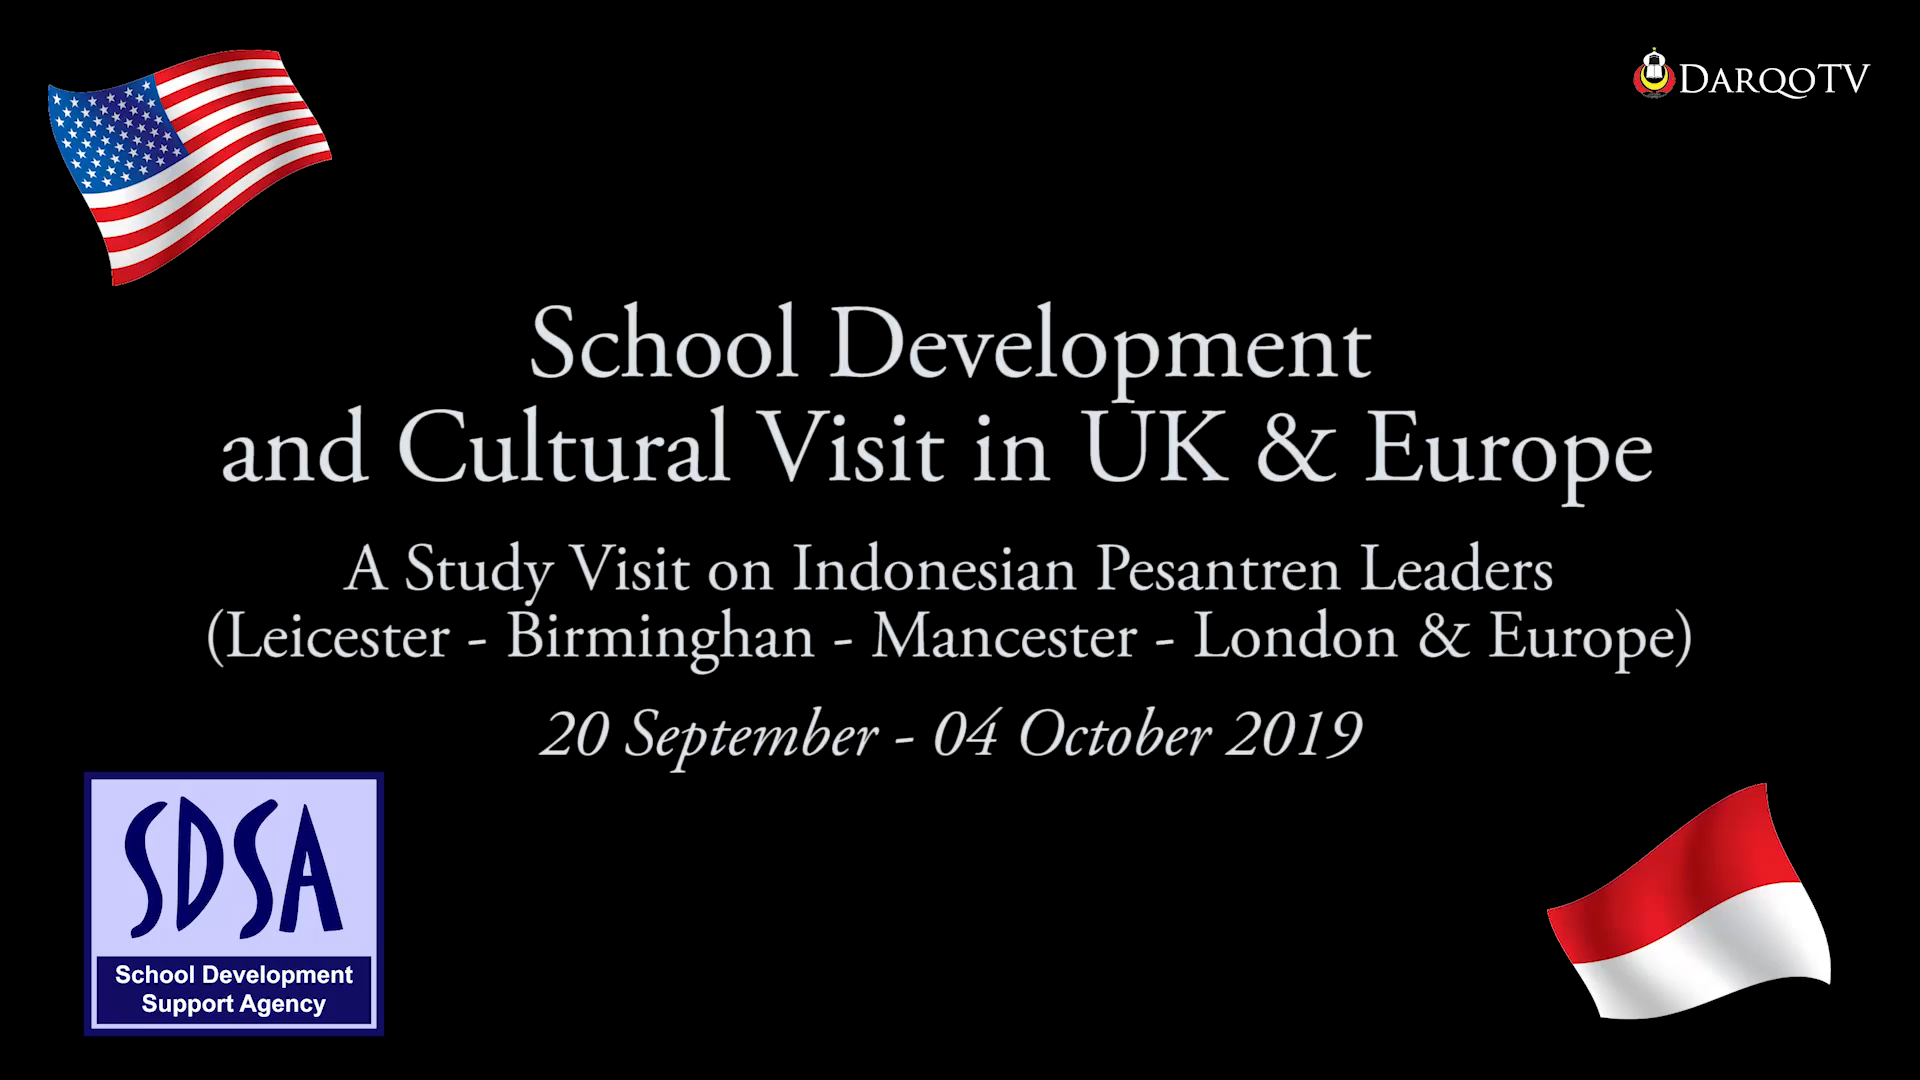 DARQOTV
School Development
and Cultural Visit in UK & Europe
A Study Visit on Indonesian Pesantren Leaders
(Leicester - Birminghan - Mancester - London & Europe)
20 September - 04 October 2019
SDSA
School Development
Support Agency